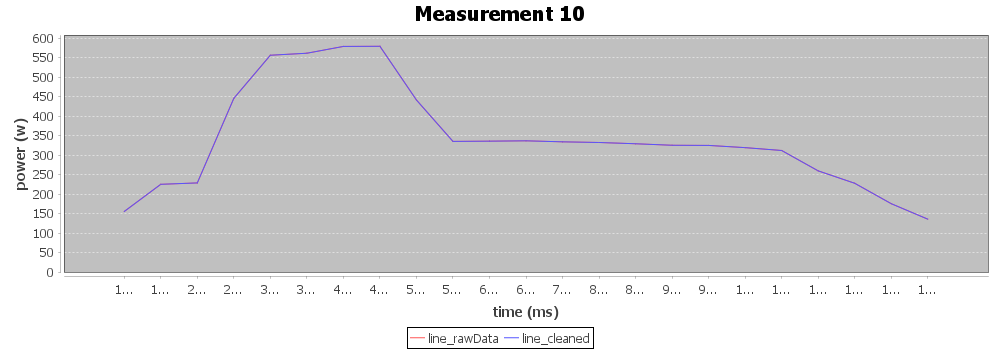 Measurement 10
600
550
500
450
400
350
300
250
200
150
100
50
0
power (w)
1... 1... 2... 2... 3... 3... 4... 4... 5... 5... 6... 6... 7... 8... 8... 9... 9... 1... 1... 1... 1... 1... 1...
time (ms)
line_rawData line_cleaned